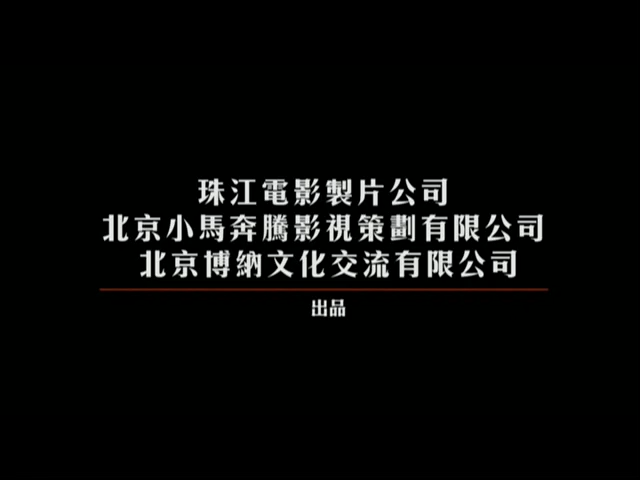 珠江電影製片公司
北京小馬奔騰影視策劃有限公司
北京博納文化交流有限公司
出品